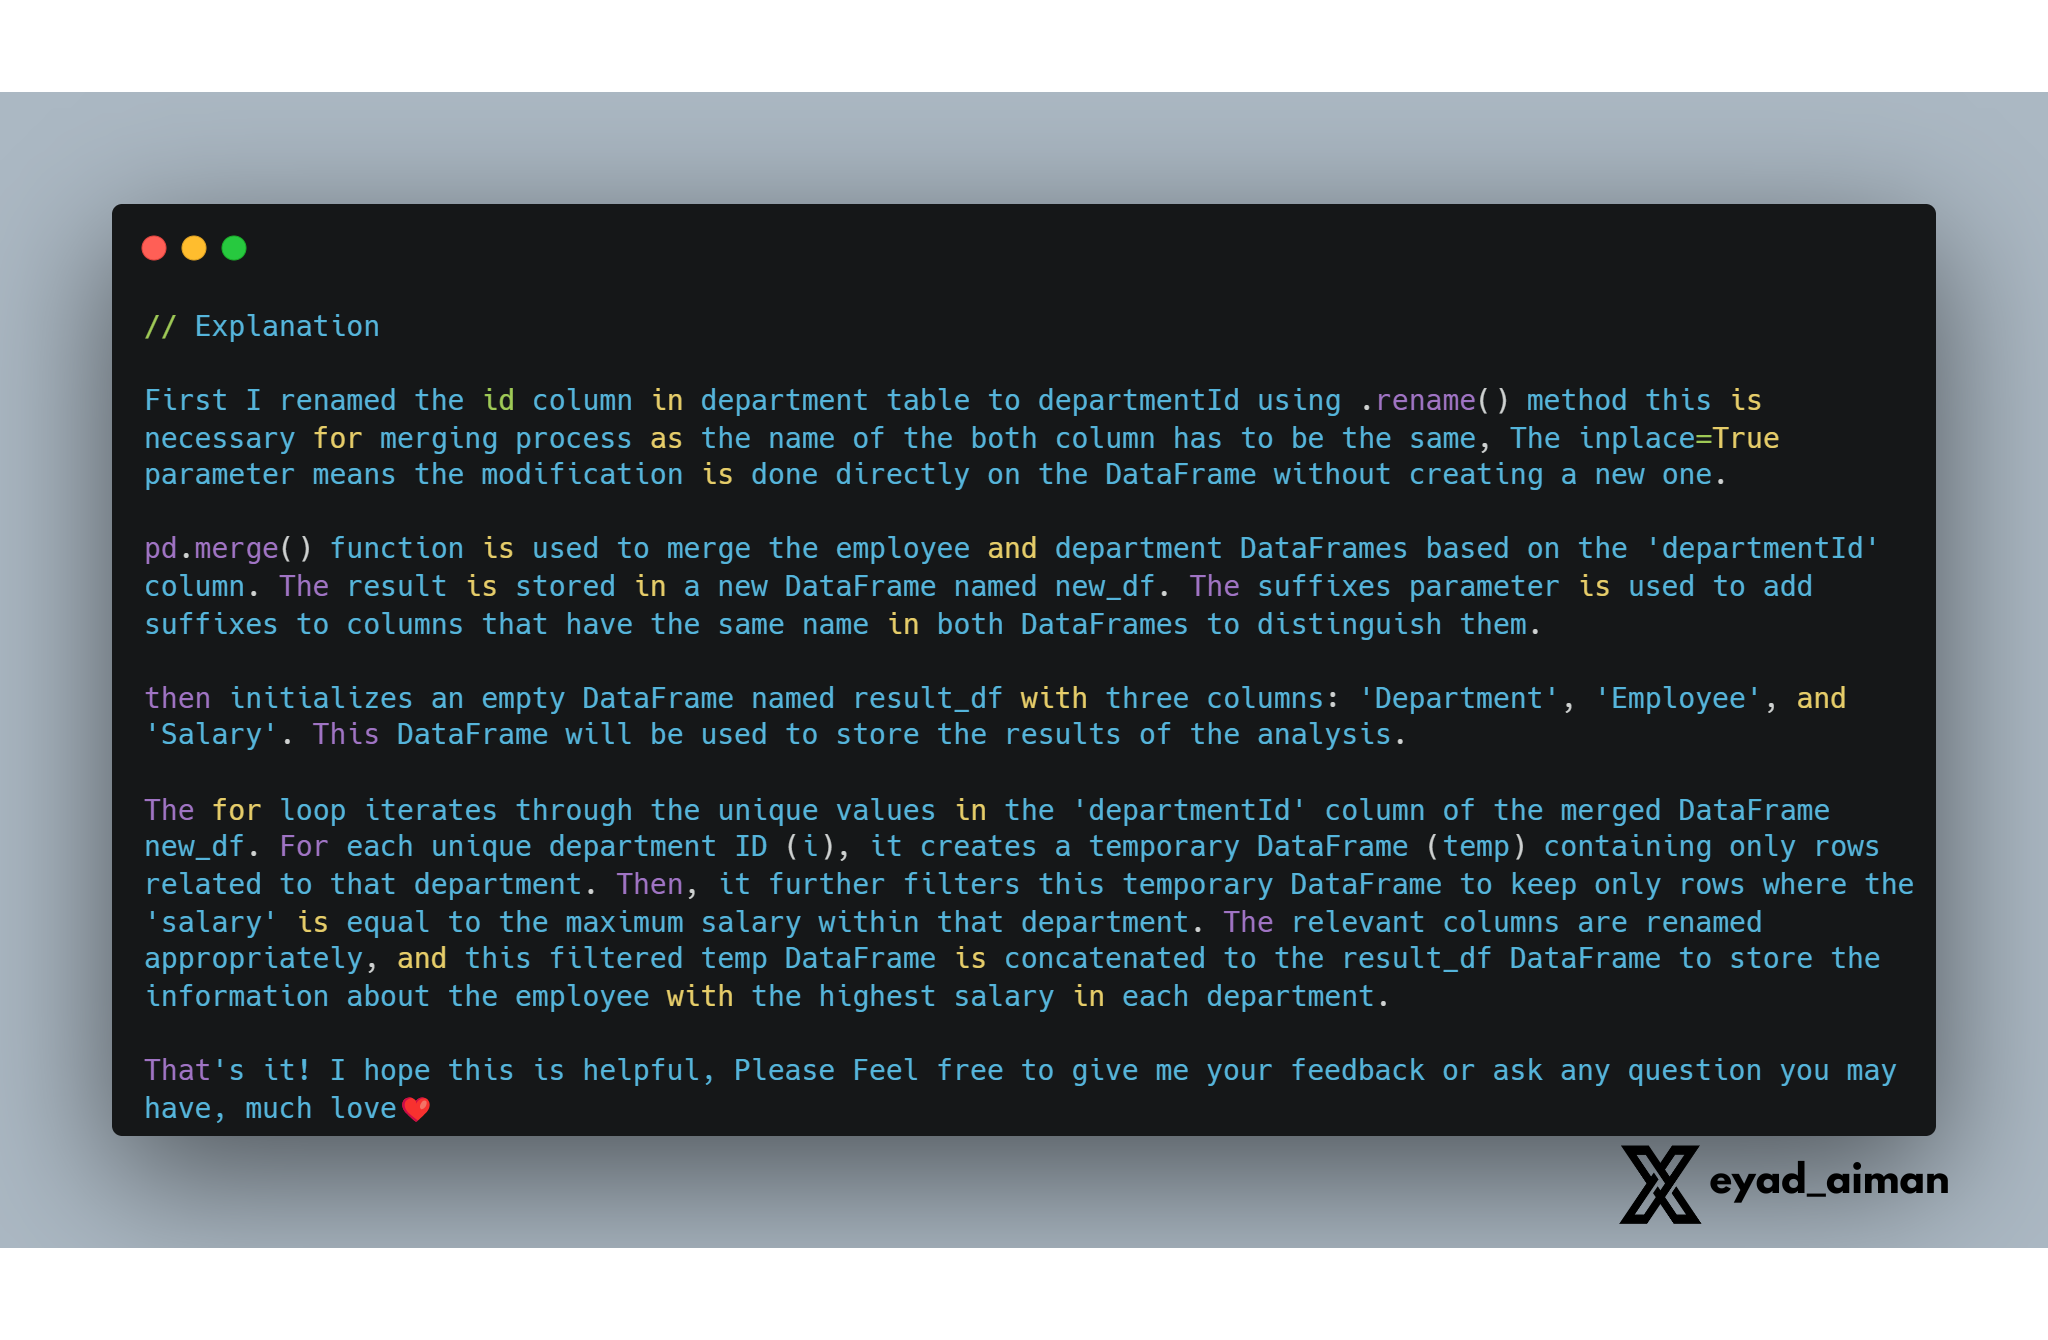 // Explanation
First I renamed the id column in department table to departmentId using .rename() method this is
necessary for merging process as the name of the both column has to be the same, The inplace=True
parameter means the modification is done directly on the DataFrame without creating a new one.
pd.merge() function is used to merge the employee and department DataFrames based on the 'departmentId'
column. The result is stored in a new DataFrame named new_df. The suffixes parameter is used to add
suffixes to columns that have the same name in both DataFrames to distinguish them.
then initializes an empty DataFrame named result_df with three columns: 'Department', 'Employee', and
'Salary'. This DataFrame will be used to store the results of the analysis.
The for loop iterates through the unique values in the 'departmentId' column of the merged DataFrame
new_df. For each unique department ID (i), it creates a temporary DataFrame (temp) containing only rows
related to that department. Then, it further filters this temporary DataFrame to keep only rows where the
'salary' is equal to the maximum salary within that department. The relevant columns are renamed
appropriately, and this filtered temp DataFrame is concatenated to the result_df DataFrame to store the
information about the employee with the highest salary in each department.
That's it! I hope this is helpful, Please Feel free to give me your feedback or ask any question you may
have, much love❤️
X eyad_aiman